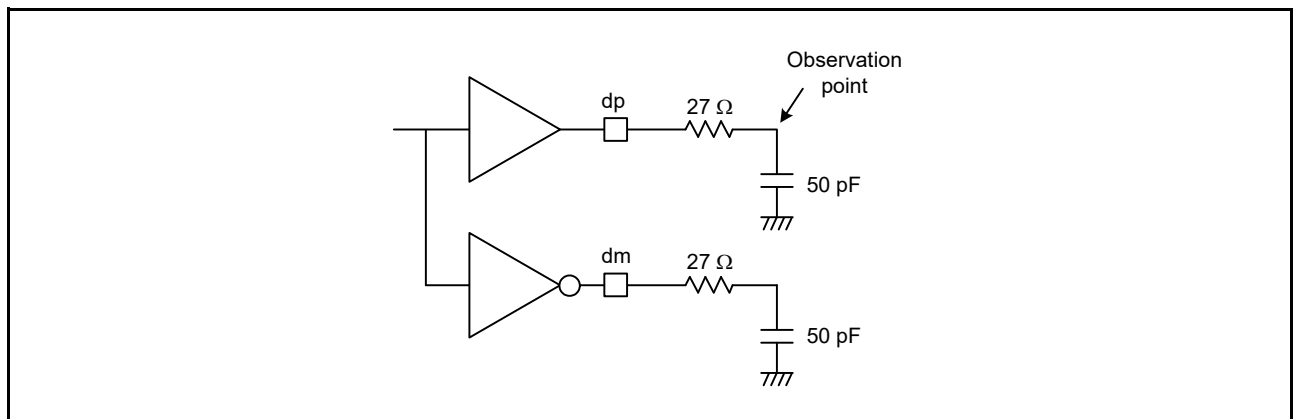 Observation
point
dp
27 Ω
50 pF
dm
27 Ω
50 pF